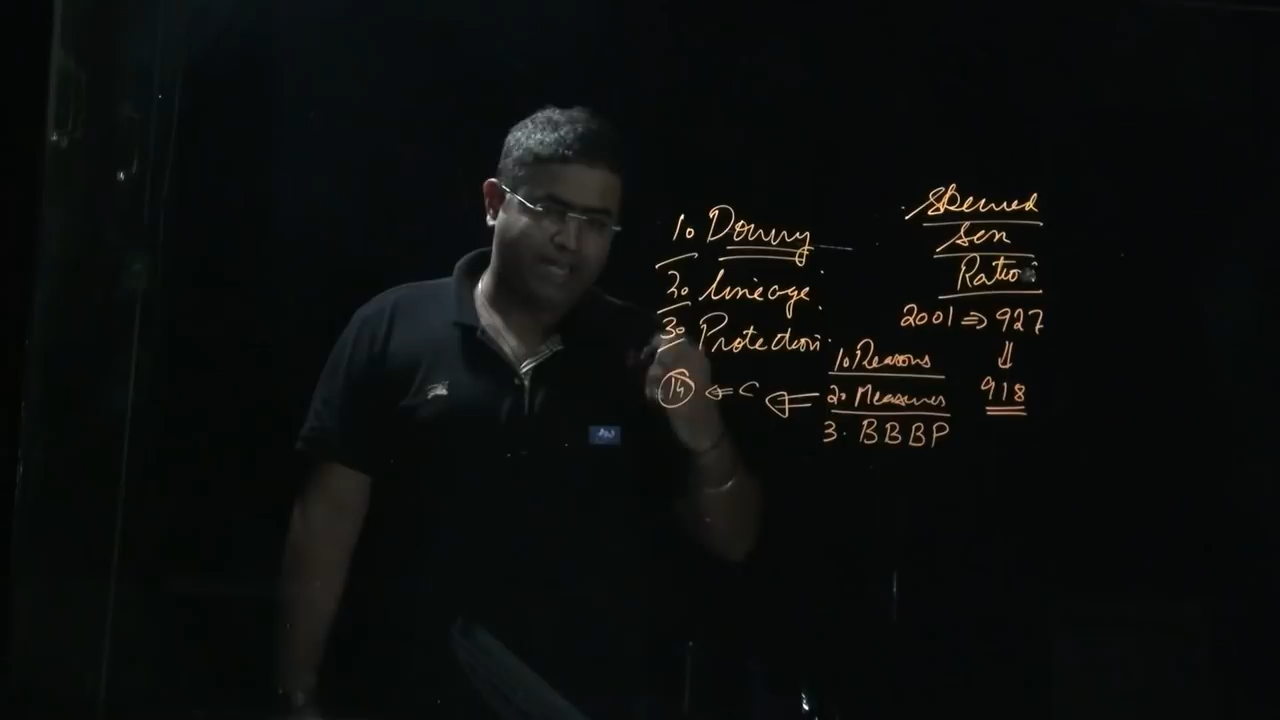 Skewed
Sex
Ratio
2001 ⇒ 927
⇓
918
1. Reasons
2. Measures
3. BBBP
⇐ C ⇐
14
1. Dowry
2. lineage.
3. Protection.